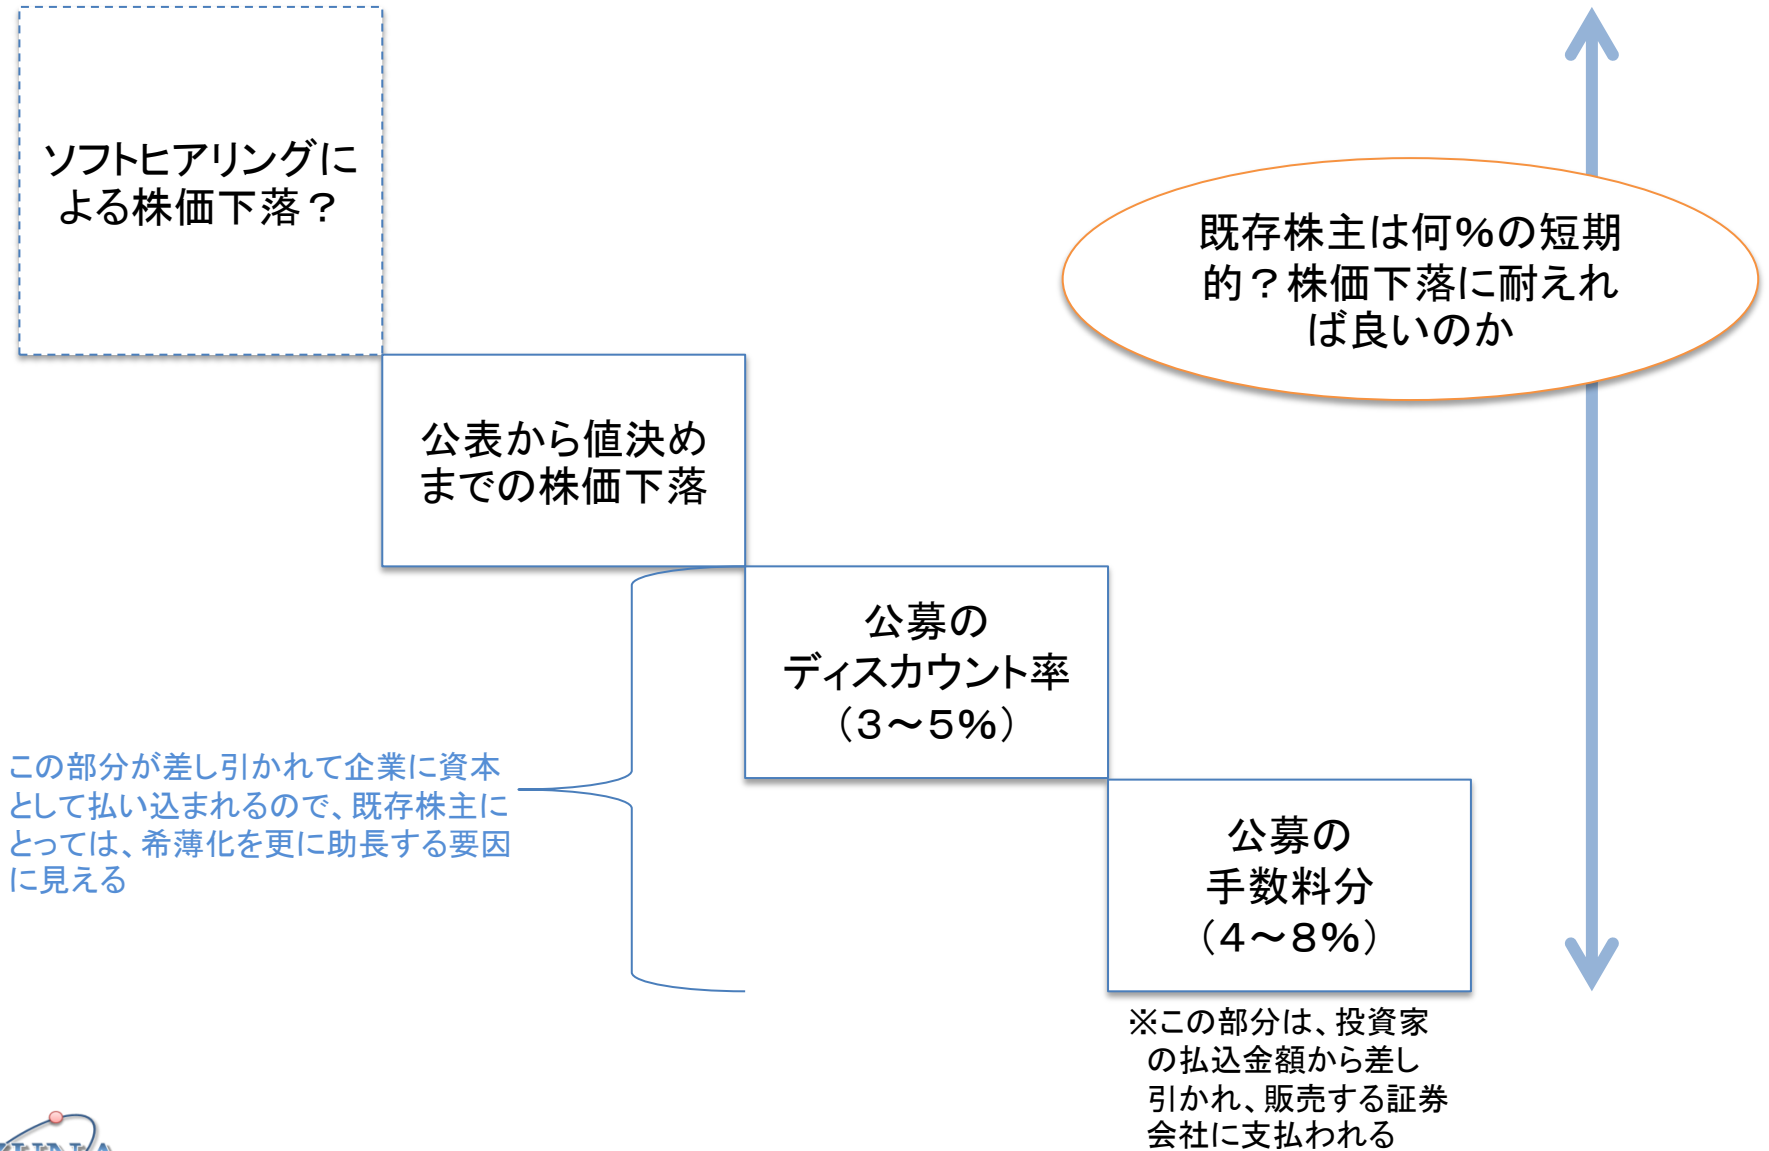 ソフトヒアリングに
よる株価下落？
既存株主は何％の短期
的？株価下落に耐えれ
ば良いのか
公表から値決め
までの株価下落
公募の
ディスカウント率
（３～５％）
この部分が差し引かれて企業に資本
として払い込まれるので、既存株主に
とっては、希薄化を更に助長する要因
に見える
公募の
手数料分
（４～８％）
※この部分は、投資家
の払込金額から差し
引かれ、販売する証券
会社に支払われる